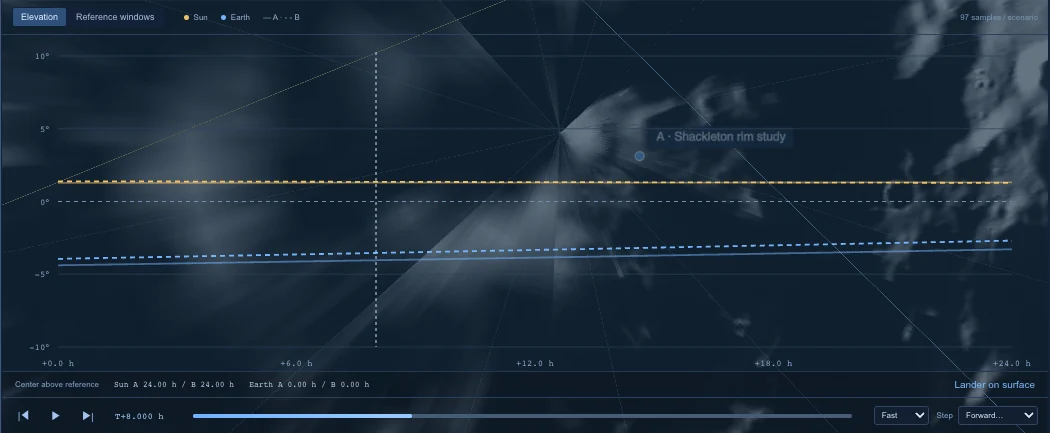 Elevation Reference windows Sun Earth — A - - - B 97 samples / scenario
10°
5°
A · Shackleton rim study
0°
−5°
−10°
+0.0 h +6.0 h +12.0 h +18.0 h +24.0 h
Center above reference Sun A 24.00 h / B 24.00 h Earth A 0.00 h / B 0.00 h Lander on surface
T+8.000 h Fast Step Forward...